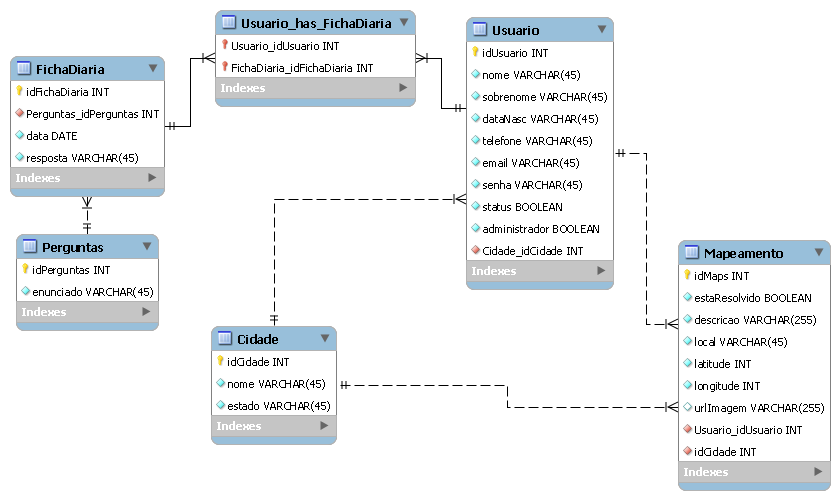 Usuario_has_FichaDiaria
Usuario_idUsuario INT
FichaDiaria_idFichaDiaria INT
Indexes
Usuario
idUsuario INT
nome VARCHAR(45)
sobrenome VARCHAR(45)
dataNasc VARCHAR(45)
telefone VARCHAR(45)
email VARCHAR(45)
senha VARCHAR(45)
status BOOLEAN
administrador BOOLEAN
Cidade_idCidade INT
Indexes
FichaDiaria
idFichaDiaria INT
Perguntas_idPerguntas INT
data DATE
resposta VARCHAR(45)
Indexes
Perguntas
idPerguntas INT
enunciado VARCHAR(45)
Indexes
Mapeamento
idMaps INT
estaResolvido BOOLEAN
descricao VARCHAR(255)
local VARCHAR(45)
latitude INT
longitude INT
urlImagem VARCHAR(255)
Usuario_idUsuario INT
idCidade INT
Indexes
Cidade
idCidade INT
nome VARCHAR(45)
estado VARCHAR(45)
Indexes